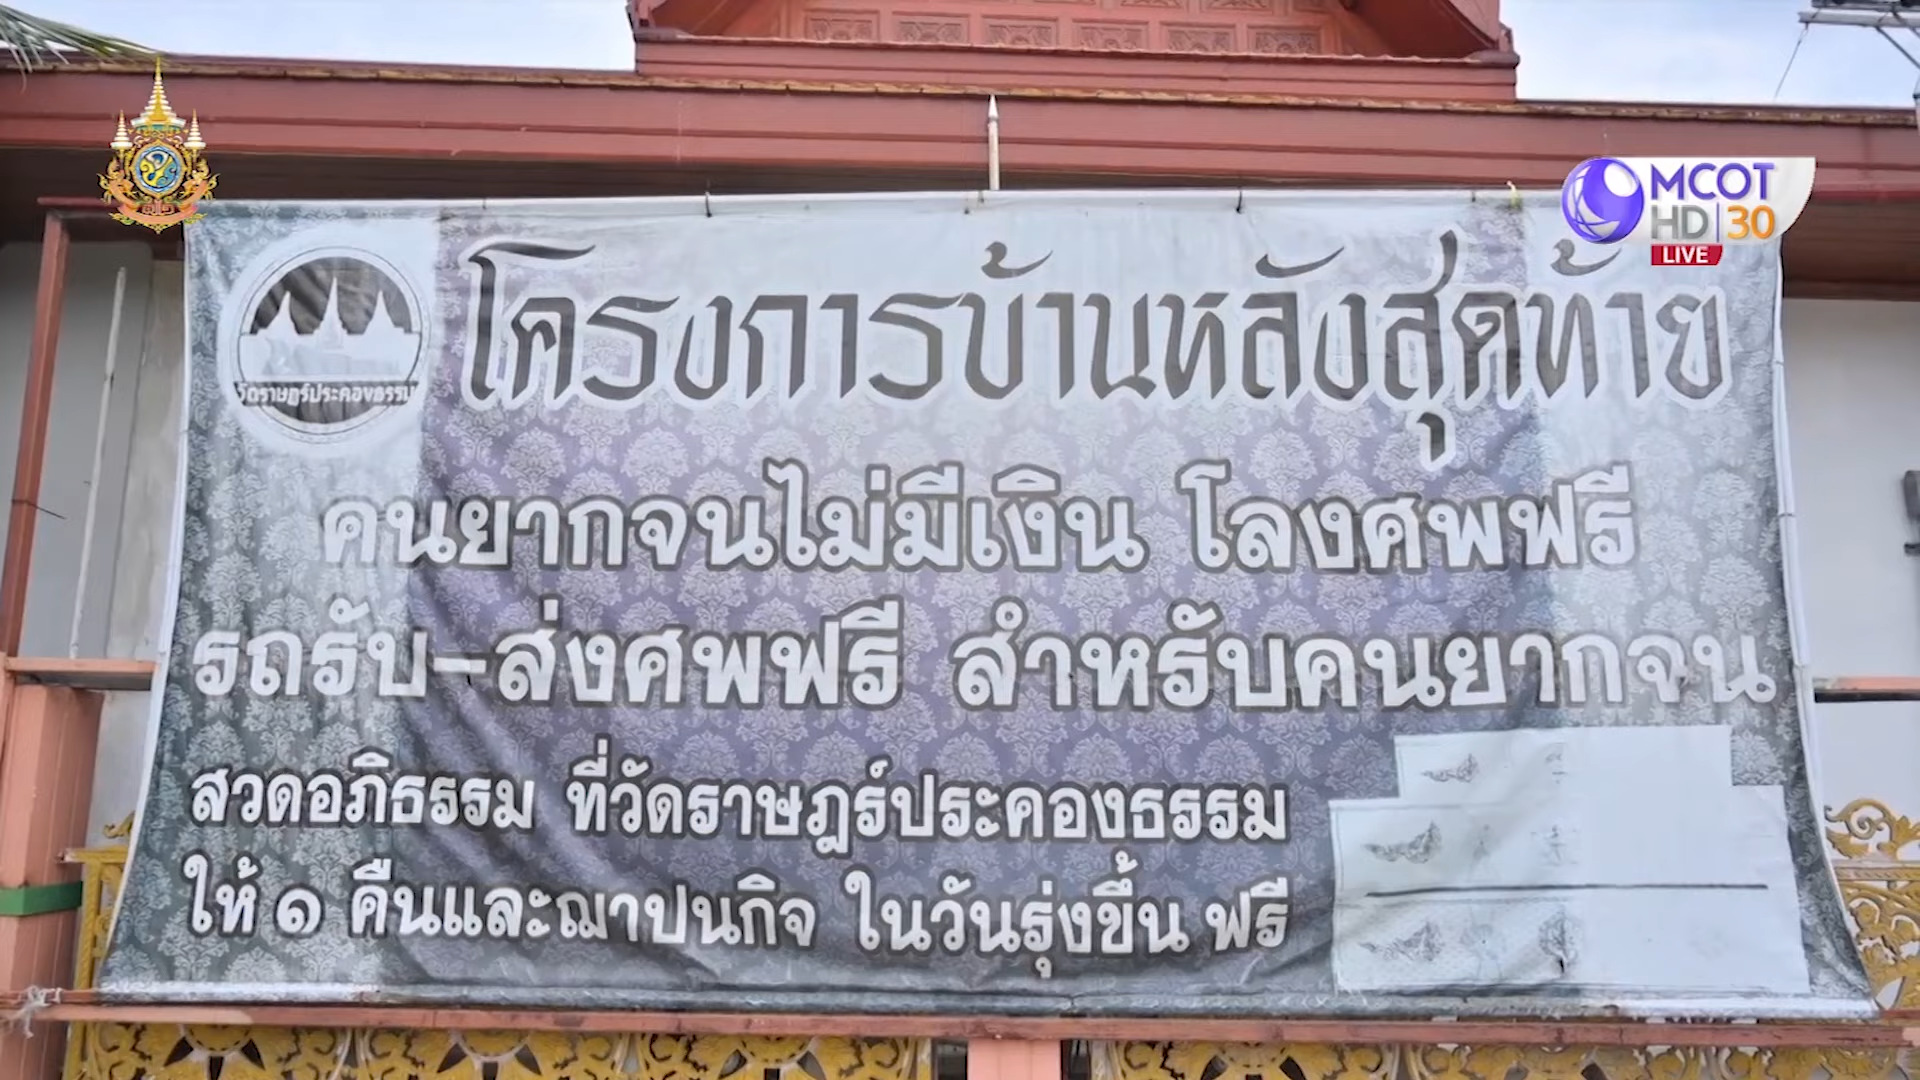 MCOT
HD 30
LIVE
วัดราษฎร์ประคองธรรม
โครงการบ้านหลังสุดท้าย
คนยากจนไม่มีเงิน โลงศพฟรี
รถรับ-ส่งศพฟรี สำหรับคนยากจน
สวดอภิธรรม ที่วัดราษฎร์ประคองธรรม
ให้ ๑ คืนและฌาปนกิจ ในวันรุ่งขึ้น ฟรี